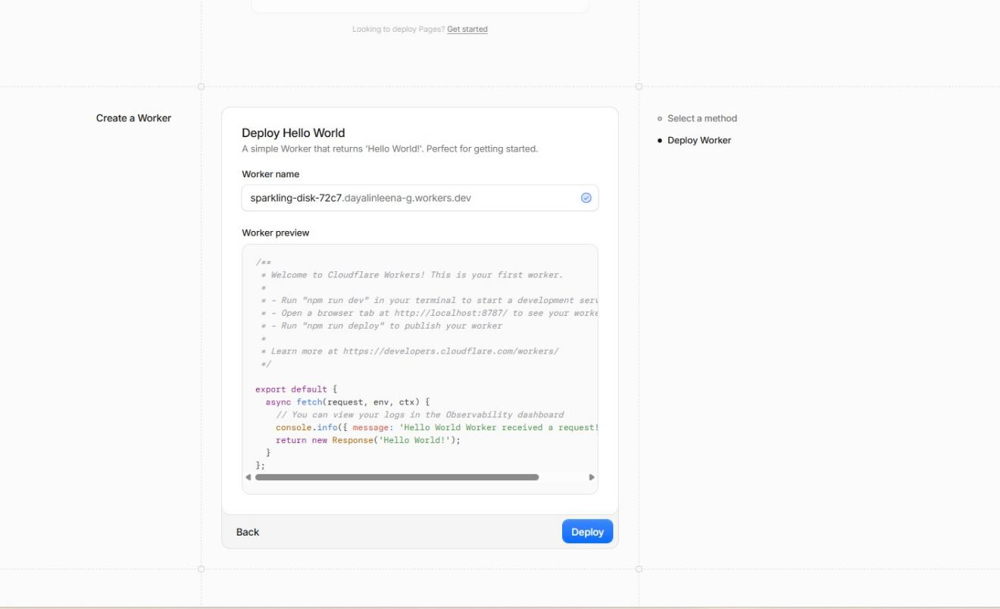 Looking to deploy Pages? Get started
Create a Worker
Deploy Hello World
A simple Worker that returns 'Hello World!'. Perfect for getting started.
Worker name
sparkling-disk-72c7.dayalinleena-g.workers.dev
Worker preview
/**
 * Welcome to Cloudflare Workers! This is your first worker.
 *
 * - Run "npm run dev" in your terminal to start a development serv
 * - Open a browser tab at http://localhost:8787/ to see your worke
 * - Run "npm run deploy" to publish your worker
 *
 * Learn more at https://developers.cloudflare.com/workers/
 */
export default {
  async fetch(request, env, ctx) {
    // You can view your logs in the Observability dashboard
    console.info({ message: 'Hello World Worker received a request!
    return new Response('Hello World!');
  }
};
Back
Deploy
Select a method
Deploy Worker